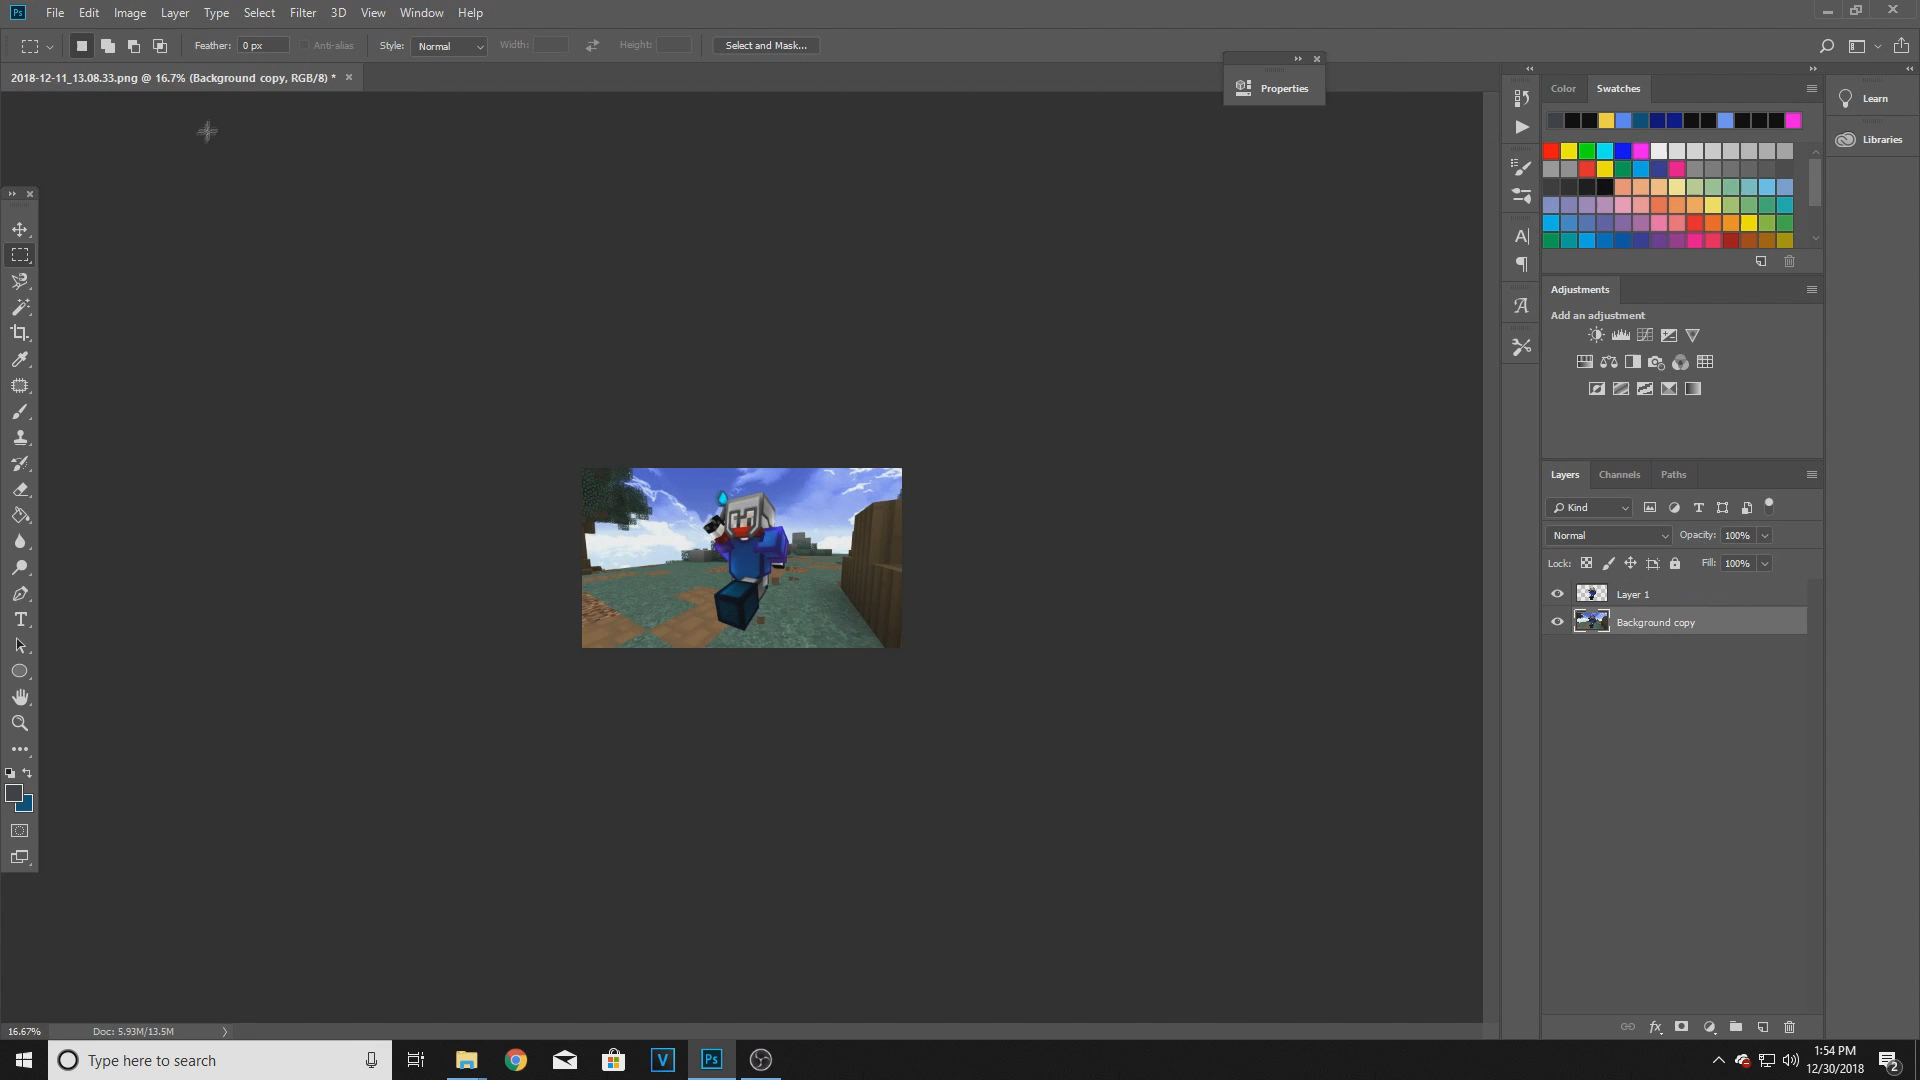 Ps File Edit Image Layer Type Select Filter 3D View Window Help
Feather: 0 px Anti-alias Style: Normal Width: Height: Select and Mask...
2018-12-11_13.08.33.png @ 16.7% (Background copy, RGB/8) *
Properties
Color Swatches
Learn
Libraries
Adjustments
Add an adjustment
Layers Channels Paths
Kind
Normal Opacity: 100%
Lock: Fill: 100%
Layer 1
Background copy
16.67% Doc: 5.93M/13.5M
Type here to search
V Ps
1:54 PM
12/30/2018
2